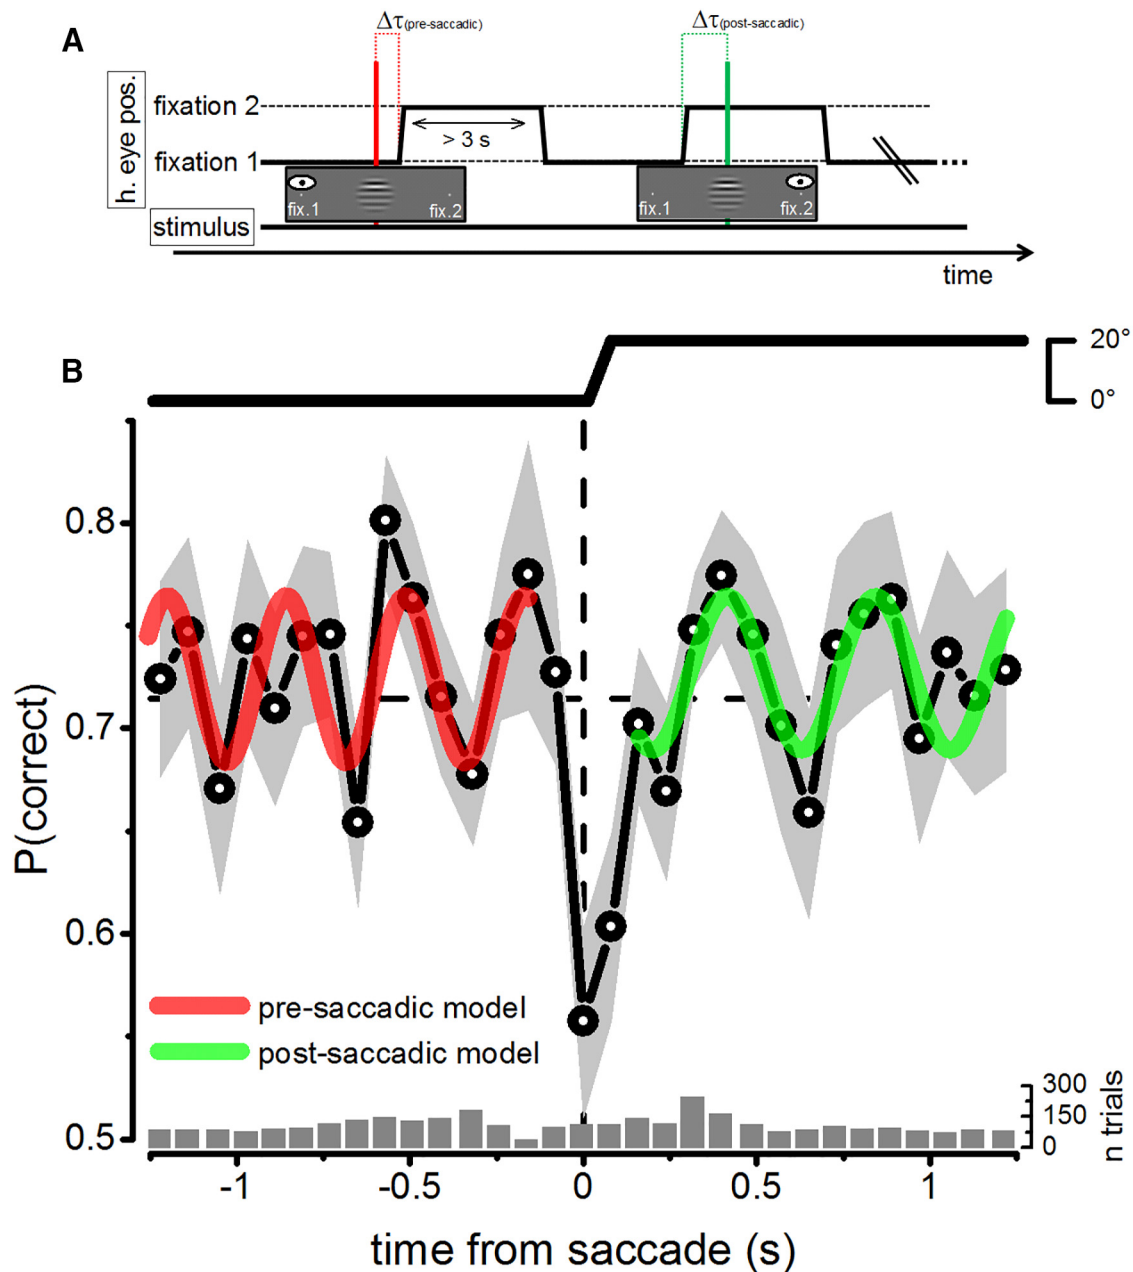 A
Δτ(pre-saccadic)
Δτ(post-saccadic)
h. eye pos.
fixation 2
> 3 s
fixation 1
fix.1
fix.2
fix.1
fix.2
stimulus
time
B
20°
0°
P(correct)
0.8
0.7
0.6
0.5
pre-saccadic model
post-saccadic model
300
150
0
n trials
-1
-0.5
0
0.5
1
time from saccade (s)